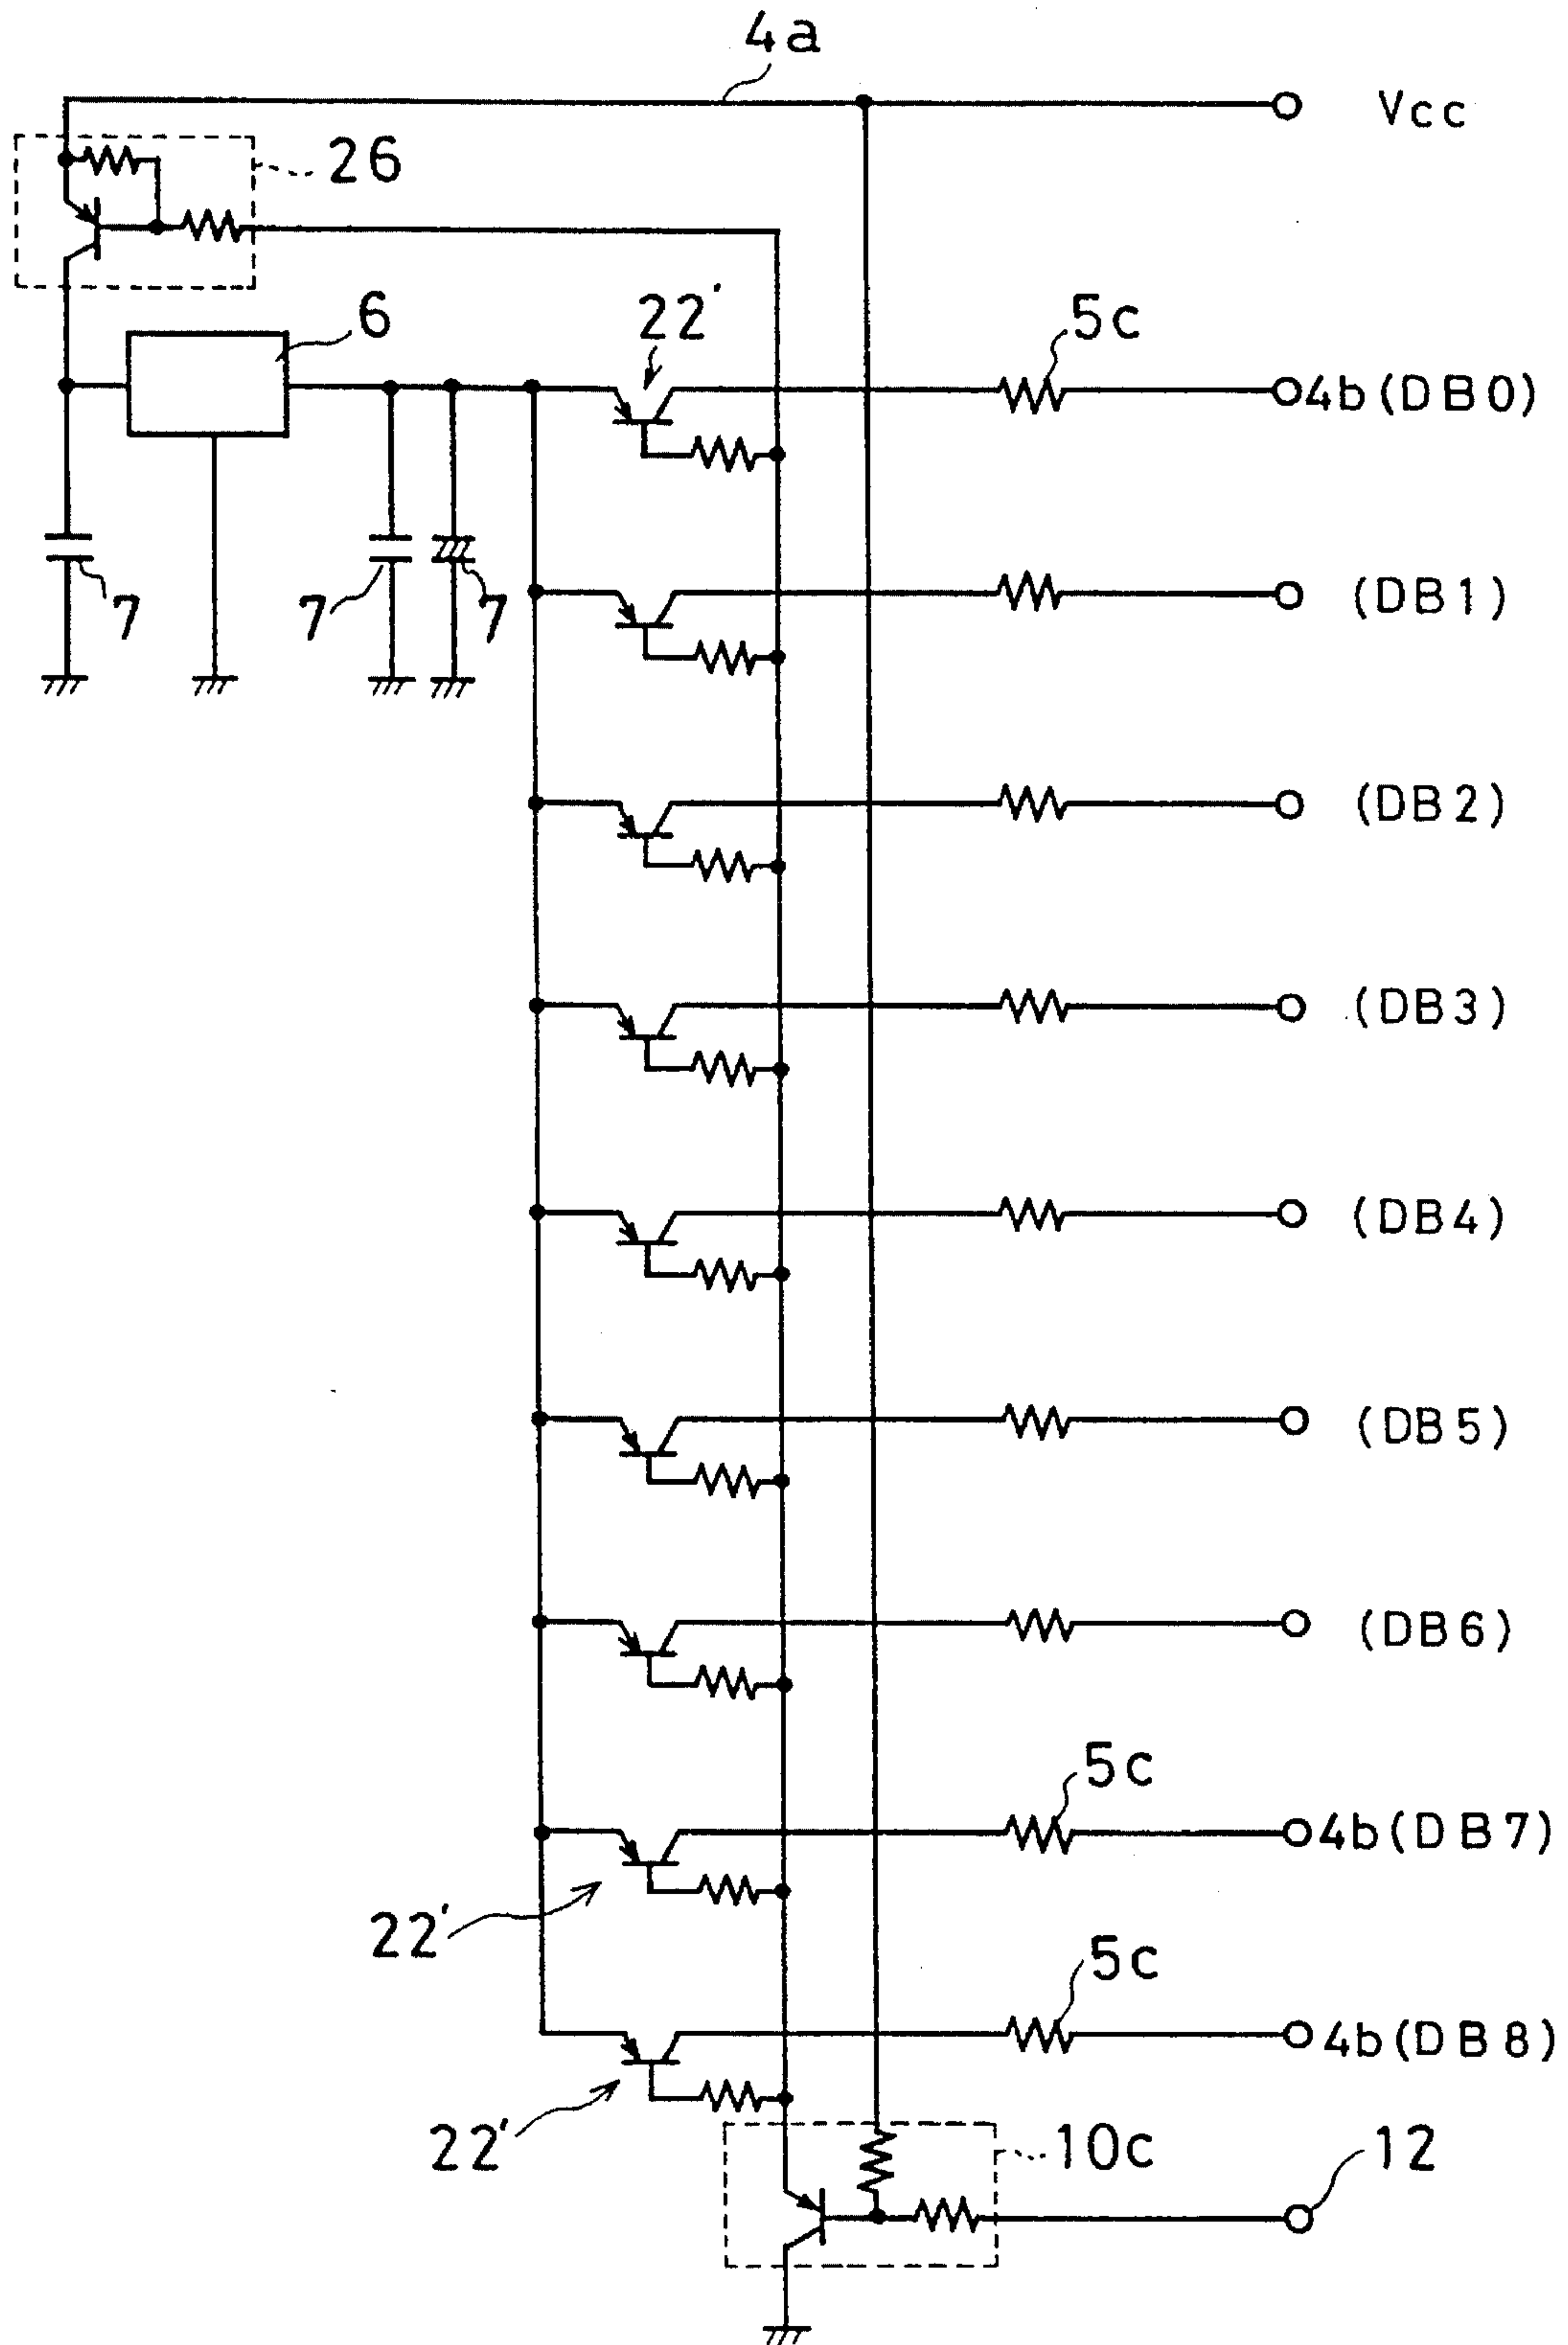 4a
Vcc
26
6
22'
5c
4b(DB0)
7
7
7
(DB1)
(DB2)
(DB3)
(DB4)
(DB5)
(DB6)
5c
4b(DB7)
22'
5c
4b(DB8)
22'
10c
12